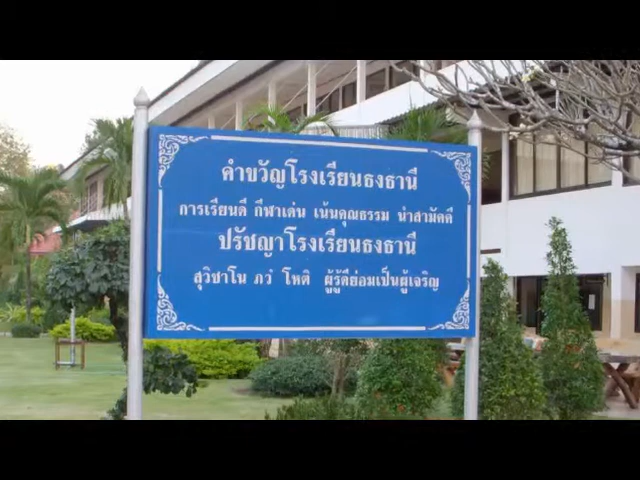 คำขวัญโรงเรียนธงธานี
การเรียนดี กีฬาเด่น เน้นคุณธรรม นำสามัคคี
ปรัชญาโรงเรียนธงธานี
สุวิชาโน ภวํ โหติ ผู้รู้ดีย่อมเป็นผู้เจริญ